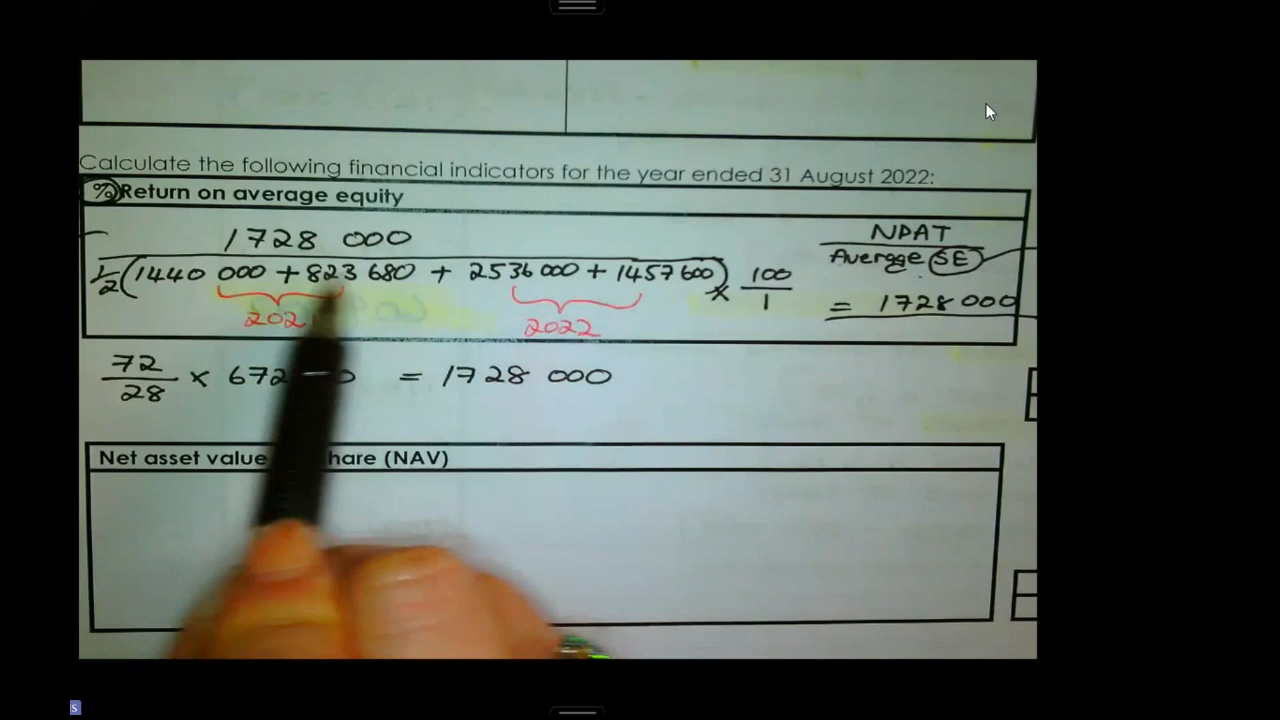 Calculate the following financial indicators for the year ended 31 August 2022:
% Return on average equity
1728 000
1/2 (1440 000 + 823 680 + 2536 000 + 1457 600) × 100/1
2021
2022
NPAT
Average SE
= 1728 000
72/28 × 672 = 1728 000
Net asset value (NAV)
s